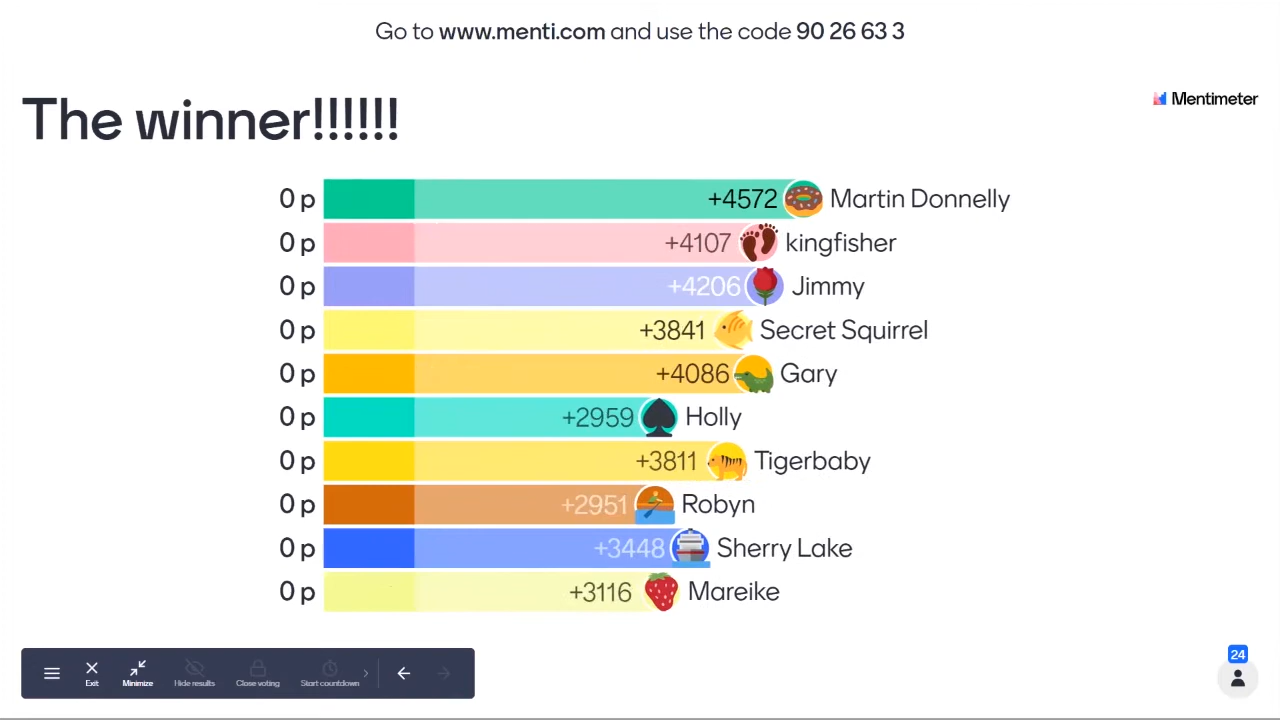 Go to www.menti.com and use the code 90 26 63 3
The winner!!!!!!
Mentimeter
0 p +4572 Martin Donnelly
0 p +4107 kingfisher
0 p +4206 Jimmy
0 p +3841 Secret Squirrel
0 p +4086 Gary
0 p +2959 Holly
0 p +3811 Tigerbaby
0 p +2951 Robyn
0 p +3448 Sherry Lake
0 p +3116 Mareike
Exit Minimize Hide results Close voting Start countdown
24